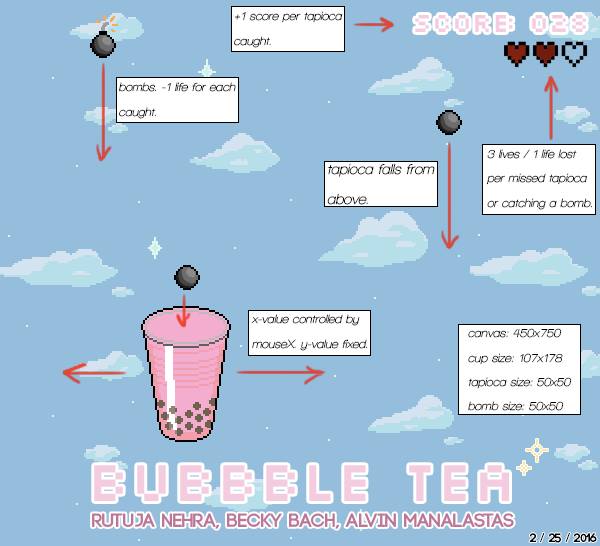 +1 score per tapioca
caught.
SCORE: 028
bombs. -1 life for each
caught.
3 lives / 1 life lost
per missed tapioca
or catching a bomb.
tapioca falls from
above.
x-value controlled by
mouseX. y-value fixed.
canvas: 450x750
cup size: 107x178
tapioca size: 50x50
bomb size: 50x50
BUBBBLE TEA
RUTUJA NEHRA, BECKY BACH, ALVIN MANALASTAS
2 / 25 / 2016